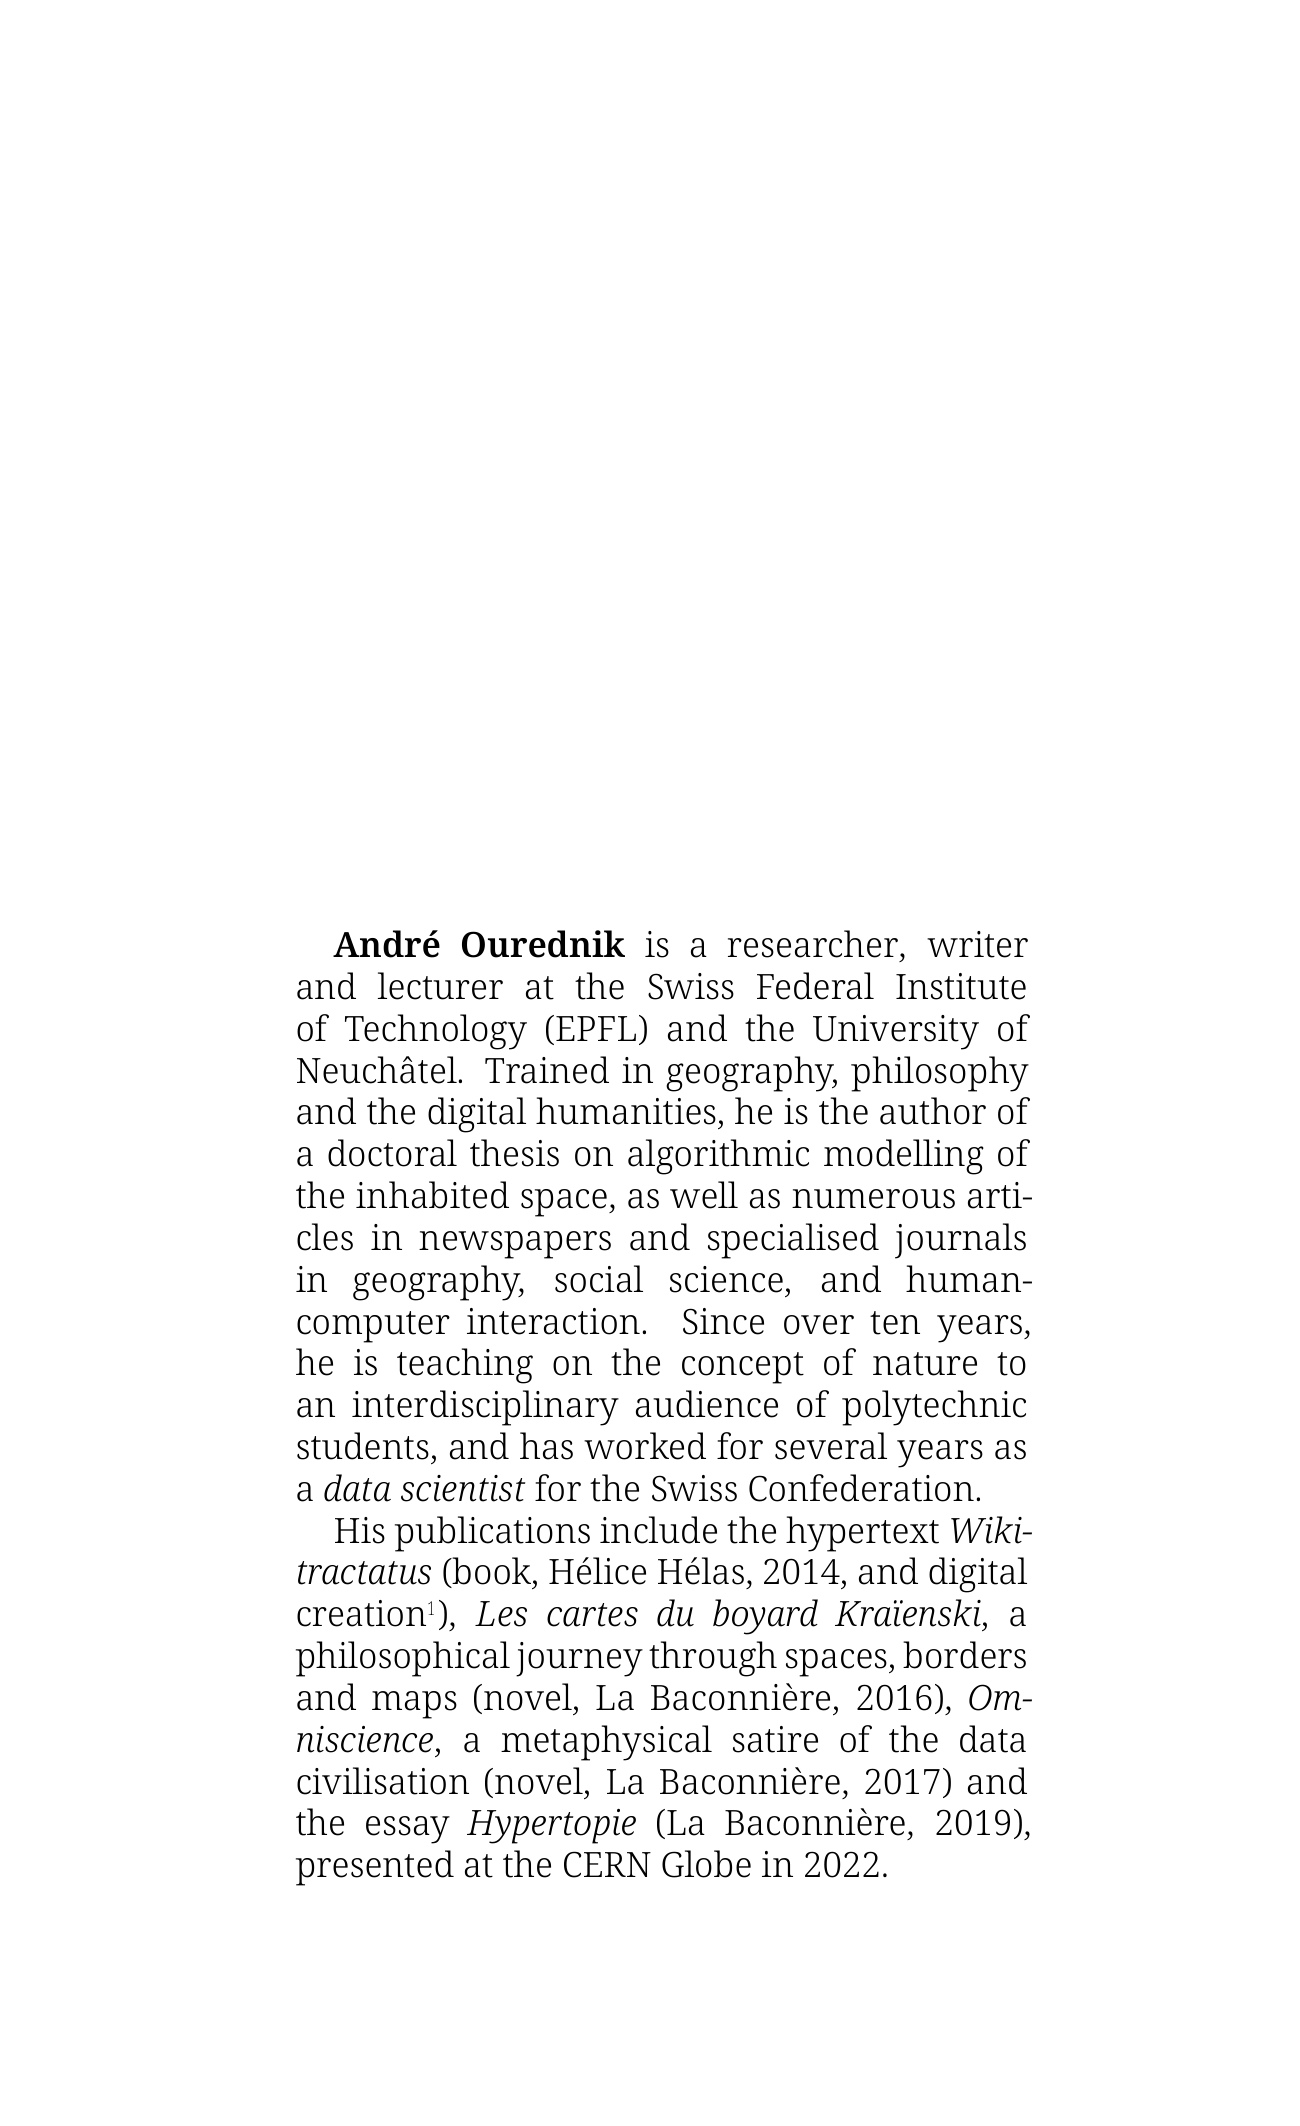 André Ourednik is a researcher, writer
and lecturer at the Swiss Federal Institute
of Technology (EPFL) and the University of
Neuchâtel. Trained in geography, philosophy
and the digital humanities, he is the author of
a doctoral thesis on algorithmic modelling of
the inhabited space, as well as numerous arti-
cles in newspapers and specialised journals
in geography, social science, and human-
computer interaction. Since over ten years,
he is teaching on the concept of nature to
an interdisciplinary audience of polytechnic
students, and has worked for several years as
a data scientist for the Swiss Confederation.
His publications include the hypertext Wiki-
tractatus (book, Hélice Hélas, 2014, and digital
creation¹), Les cartes du boyard Kraïenski, a
philosophical journey through spaces, borders
and maps (novel, La Baconnière, 2016), Om-
niscience, a metaphysical satire of the data
civilisation (novel, La Baconnière, 2017) and
the essay Hypertopie (La Baconnière, 2019),
presented at the CERN Globe in 2022.